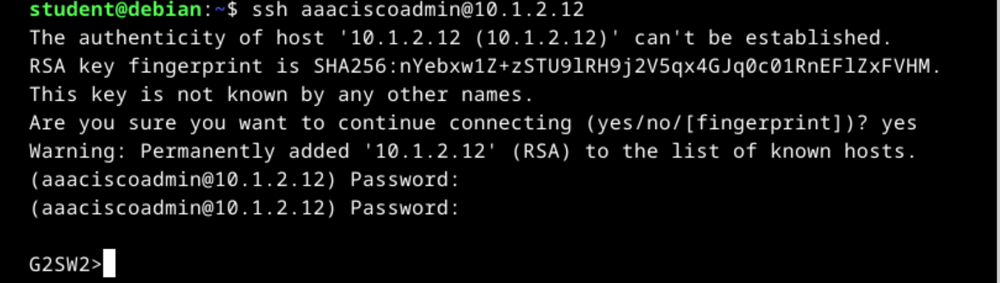 student@debian:~$ ssh aaaciscoadmin@10.1.2.12
The authenticity of host '10.1.2.12 (10.1.2.12)' can't be established.
RSA key fingerprint is SHA256:nYebxw1Z+zSTU9lRH9j2V5qx4GJq0c01RnEFlZxFVHM.
This key is not known by any other names.
Are you sure you want to continue connecting (yes/no/[fingerprint])? yes
Warning: Permanently added '10.1.2.12' (RSA) to the list of known hosts.
(aaaciscoadmin@10.1.2.12) Password:
(aaaciscoadmin@10.1.2.12) Password:
G2SW2>